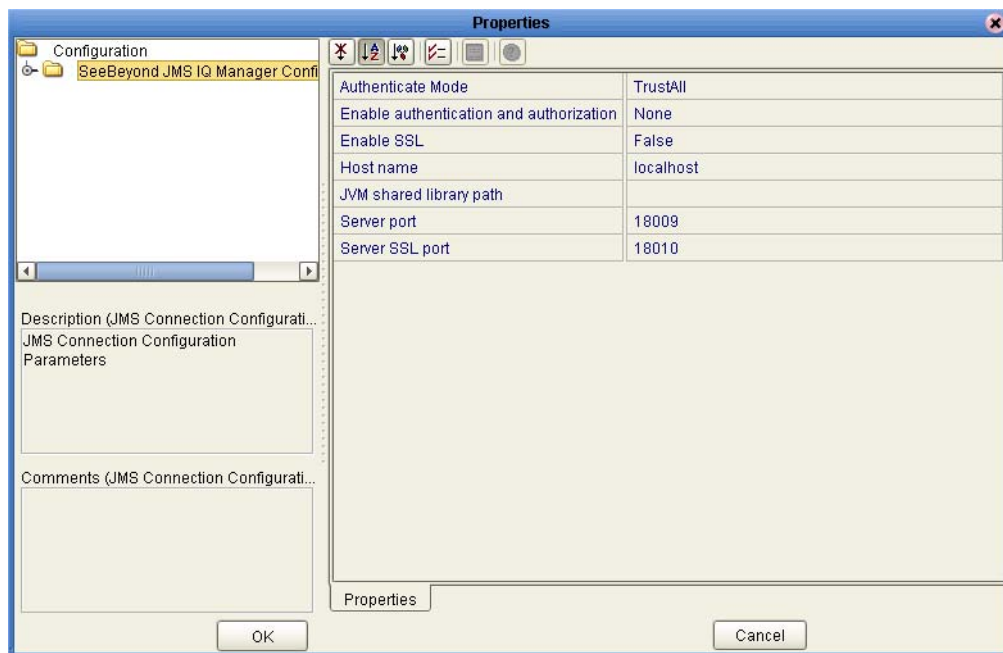 Properties
Configuration
SeeBeyond JMS IQ Manager Confi
Authenticate Mode TrustAll
Enable authentication and authorization None
Enable SSL False
Host name localhost
JVM shared library path
Server port 18009
Server SSL port 18010
Description (JMS Connection Configurati...
JMS Connection Configuration
Parameters
Comments (JMS Connection Configurati...
Properties
OK Cancel